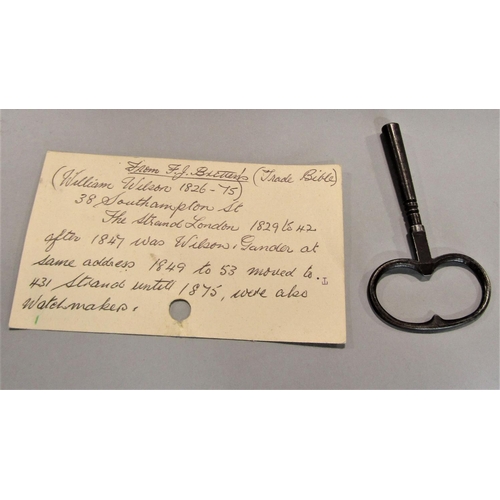 From F.J. Britten's (Trade Bible)
(William Wilson 1826-75)
38, Southampton St
The Strand London 1829 to 42
after 1847 was Wilson & Gander at
same address 1849 to 53 moved to
431 Strand until 1875, were also
Watchmakers.